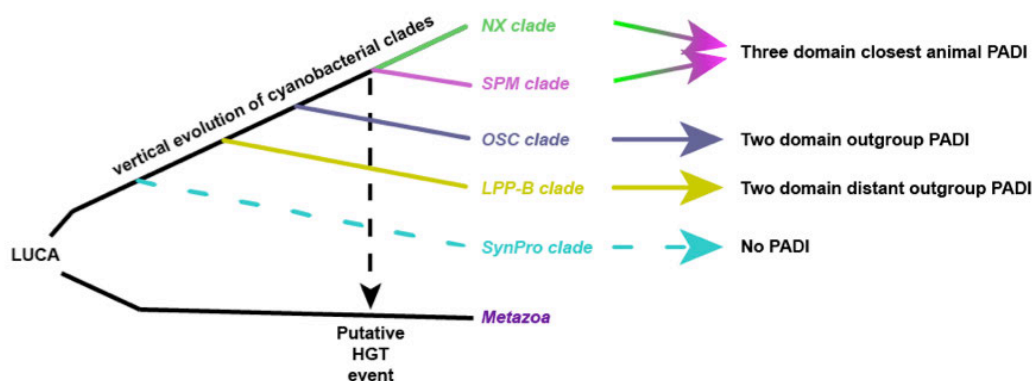 vertical evolution of cyanobacterial clades
NX clade
Three domain closest animal PADI
SPM clade
OSC clade
Two domain outgroup PADI
LPP-B clade
Two domain distant outgroup PADI
SynPro clade
No PADI
LUCA
Metazoa
Putative
HGT
event